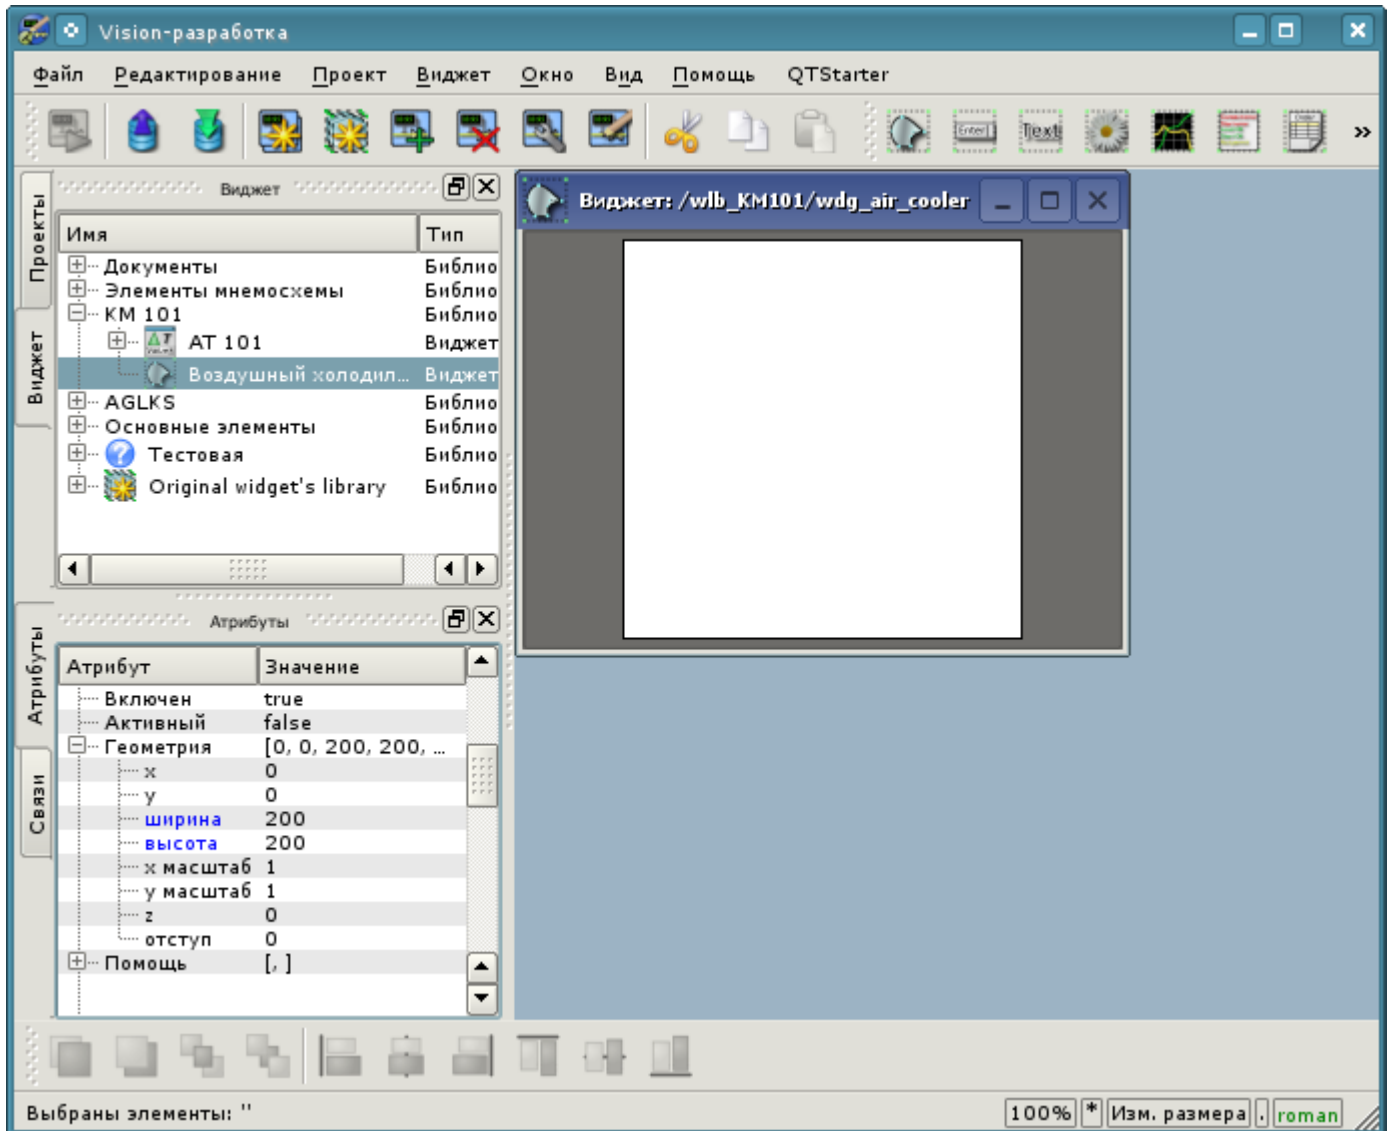 Vision-разработка
Файл Редактирование Проект Виджет Окно Вид Помощь QTStarter
Enter Text »
Проекты
Виджет
Виджет
Имя Тип
Документы Библио
Элементы мнемосхемы Библио
КМ 101 Библио
АТ 101 Виджет
Воздушный холодил... Виджет
AGLKS Библио
Основные элементы Библио
Тестовая Библио
Original widget's library Библио
Виджет: /wlb_KM101/wdg_air_cooler
Атрибуты
Связи
Атрибуты
Атрибут Значение
Включен true
Активный false
Геометрия [0, 0, 200, 200, ...
x 0
y 0
ширина 200
высота 200
x масштаб 1
y масштаб 1
z 0
отступ 0
Помощь [, ]
Выбраны элементы: ''
100% * Изм. размера . roman